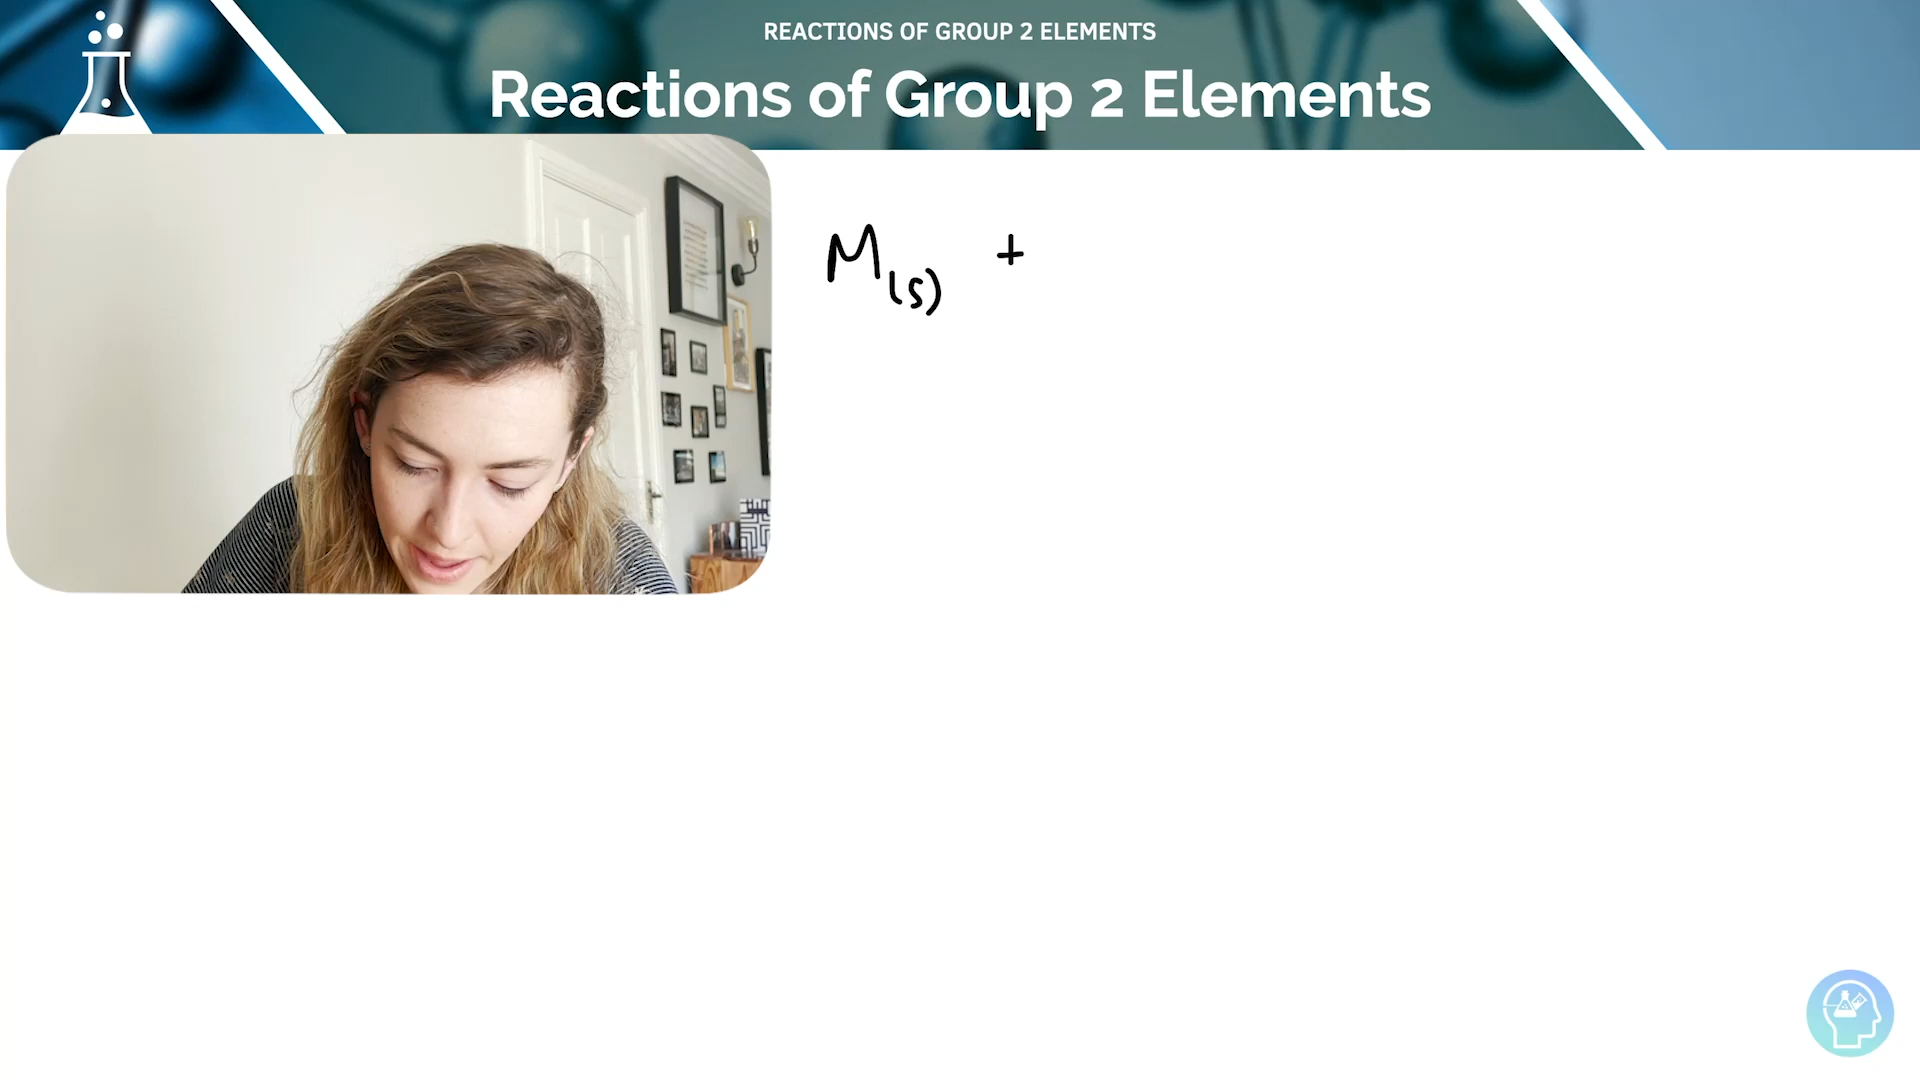 REACTIONS OF GROUP 2 ELEMENTS
Reactions of Group 2 Elements
M(s) +